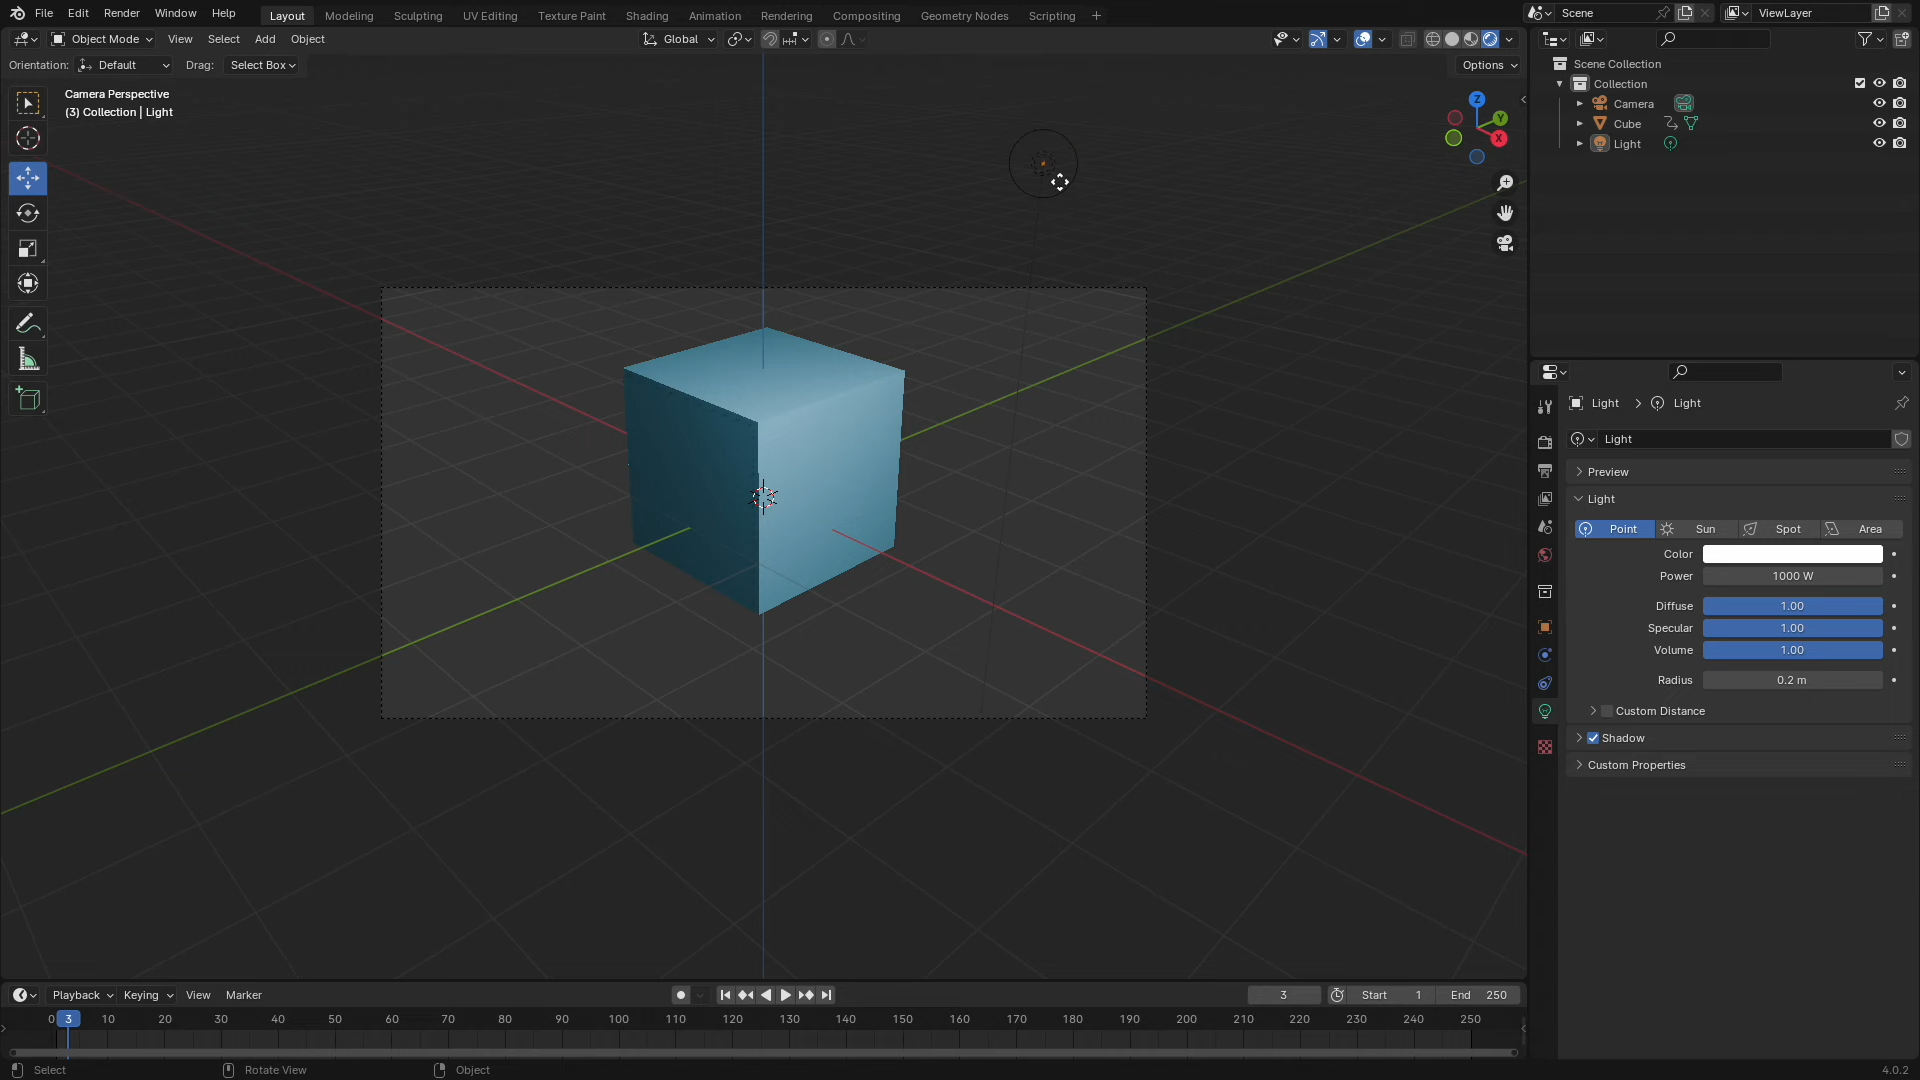 File Edit Render Window Help Layout Modeling Sculpting UV Editing Texture Paint Shading Animation Rendering Compositing Geometry Nodes Scripting + Scene ViewLayer
Object Mode View Select Add Object Global
Orientation: Default Drag: Select Box Options
Camera Perspective
(3) Collection | Light
Z
Y
X
Scene Collection
Collection
Camera
Cube
Light
Light > Light
Light
Preview
Light
Point Sun Spot Area
Color
Power 1000 W
Diffuse 1.00
Specular 1.00
Volume 1.00
Radius 0.2 m
Custom Distance
Shadow
Custom Properties
Playback Keying View Marker 3 Start 1 End 250
0 3 10 20 30 40 50 60 70 80 90 100 110 120 130 140 150 160 170 180 190 200 210 220 230 240 250
Select Rotate View Object 4.0.2